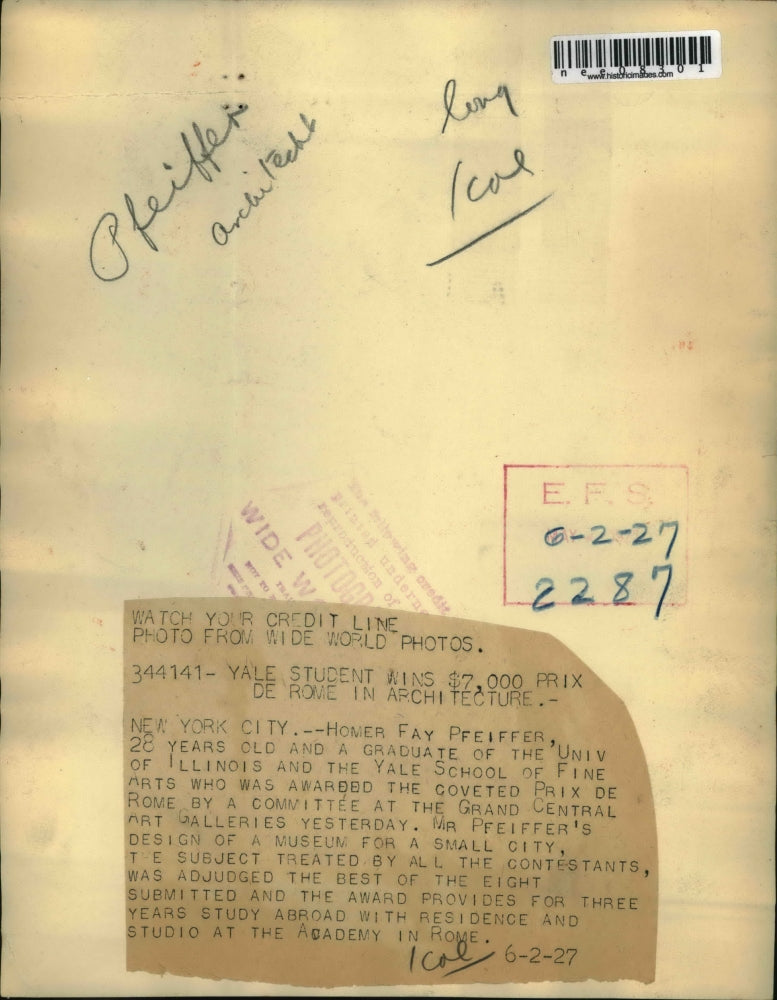 nee08301
www.historicimages.com
Pfeiffer
architecht
long
1 col
E. F. S.
6-2-27
2287
WIDE W
PHOTOG
reproduction of
WATCH YOUR CREDIT LINE
PHOTO FROM WIDE WORLD PHOTOS.
344141- YALE STUDENT WINS $7,000 PRIX
DE ROME IN ARCHITECTURE.-
NEW YORK CITY.--HOMER FAY PFEIFFER,
28 YEARS OLD AND A GRADUATE OF THE UNIV
OF ILLINOIS AND THE YALE SCHOOL OF FINE
ARTS WHO WAS AWARDED THE COVETED PRIX DE
ROME BY A COMMITTEE AT THE GRAND CENTRAL
ART GALLERIES YESTERDAY. MR PFEIFFER'S
DESIGN OF A MUSEUM FOR A SMALL CITY,
THE SUBJECT TREATED BY ALL THE CONTESTANTS,
WAS ADJUDGED THE BEST OF THE EIGHT
SUBMITTED AND THE AWARD PROVIDES FOR THREE
YEARS STUDY ABROAD WITH RESIDENCE AND
STUDIO AT THE ACADEMY IN ROME.
1 col 6-2-27